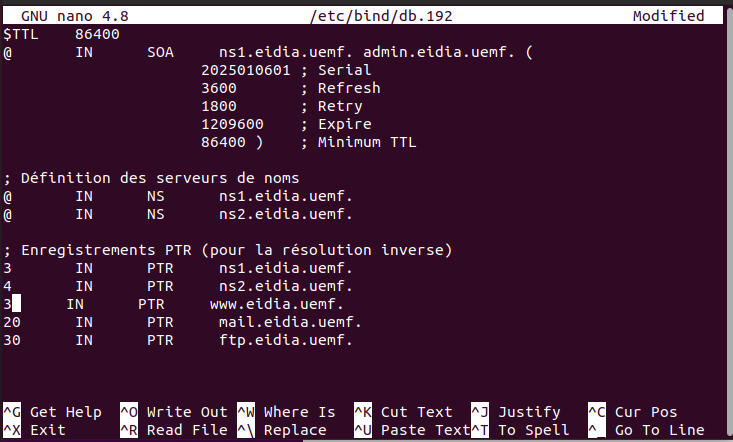 GNU nano 4.8 /etc/bind/db.192 Modified
$TTL 86400
@ IN SOA ns1.eidia.uemf. admin.eidia.uemf. (
2025010601 ; Serial
3600 ; Refresh
1800 ; Retry
1209600 ; Expire
86400 ) ; Minimum TTL
; Définition des serveurs de noms
@ IN NS ns1.eidia.uemf.
@ IN NS ns2.eidia.uemf.
; Enregistrements PTR (pour la résolution inverse)
3 IN PTR ns1.eidia.uemf.
4 IN PTR ns2.eidia.uemf.
3 IN PTR www.eidia.uemf.
20 IN PTR mail.eidia.uemf.
30 IN PTR ftp.eidia.uemf.
^G Get Help ^O Write Out ^W Where Is ^K Cut Text ^J Justify ^C Cur Pos
^X Exit ^R Read File ^\ Replace ^U Paste Text ^T To Spell ^_ Go To Line